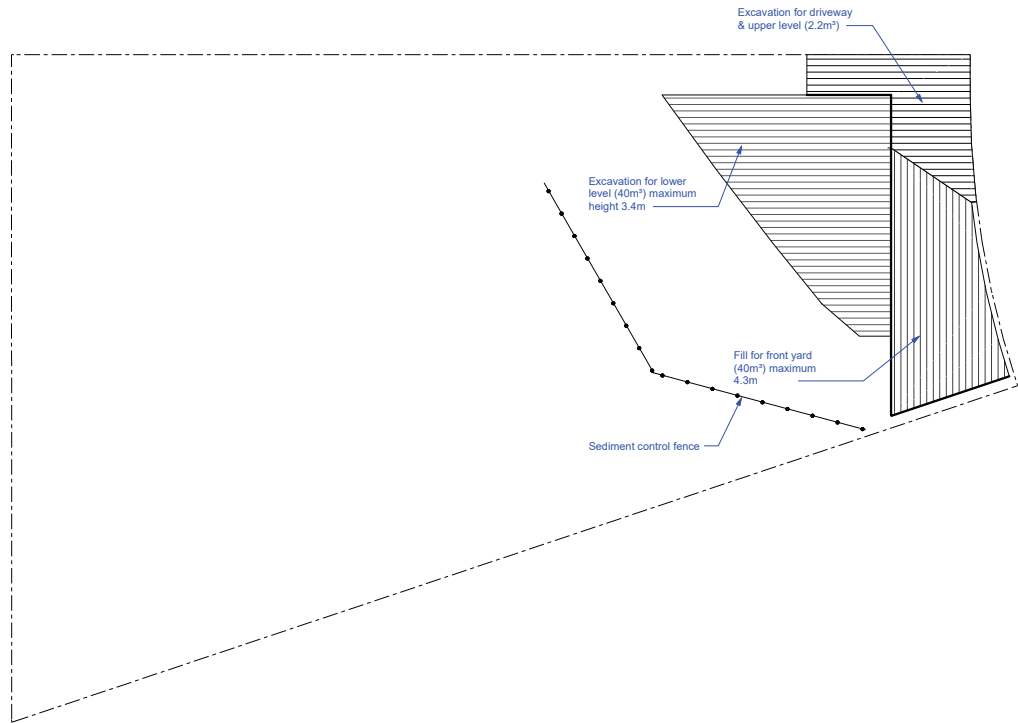 Excavation for driveway
& upper level (2.2m³)
Excavation for lower
level (40m³) maximum
height 3.4m
Fill for front yard
(40m³) maximum
4.3m
Sediment control fence